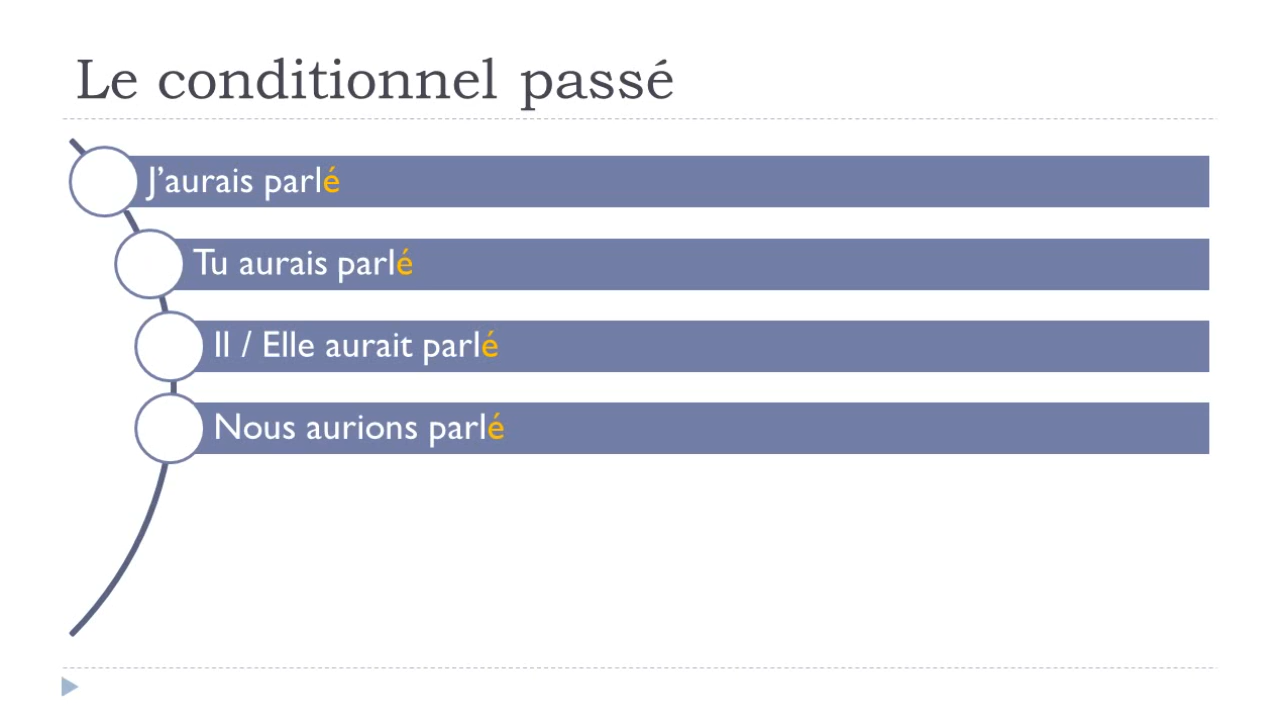 Le conditionnel passé
J’aurais parlé
Tu aurais parlé
Il / Elle aurait parlé
Nous aurions parlé